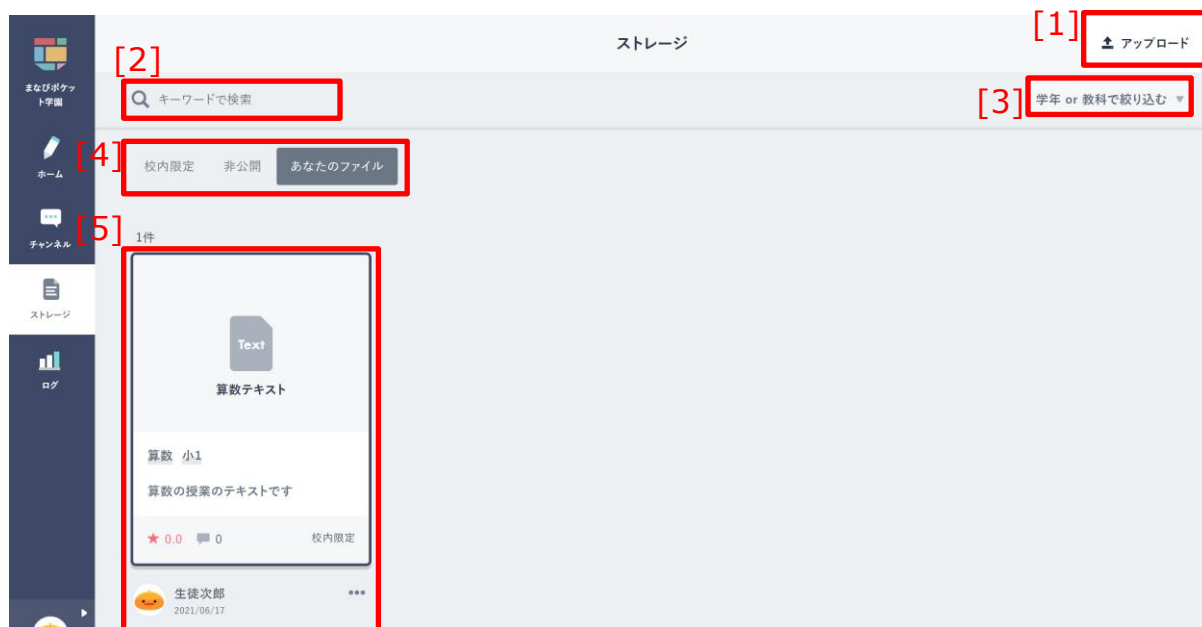 まなびポケッ
ト学園
ホーム
チャンネル
ストレージ
ログ
ストレージ
[1]
アップロード
[2]
キーワードで検索
[3]
学年 or 教科で絞り込む ▼
[4]
校内限定 非公開 あなたのファイル
[5]
1件
Text
算数テキスト
算数 小1
算数の授業のテキストです
★ 0.0 0 校内限定
生徒次郎 •••
2021/06/17